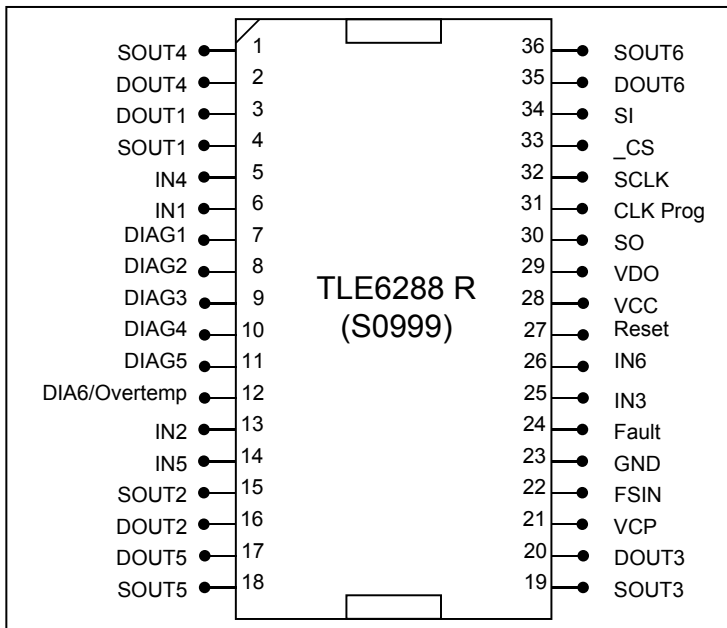 SOUT4 1 36 SOUT6
DOUT4 2 35 DOUT6
DOUT1 3 34 SI
SOUT1 4 33 _CS
IN4 5 32 SCLK
IN1 6 31 CLK Prog
DIAG1 7 30 SO
DIAG2 8 29 VDO
DIAG3 9 TLE6288 R 28 VCC
DIAG4 10 (S0999) 27 Reset
DIAG5 11 26 IN6
DIA6/Overtemp 12 25 IN3
IN2 13 24 Fault
IN5 14 23 GND
SOUT2 15 22 FSIN
DOUT2 16 21 VCP
DOUT5 17 20 DOUT3
SOUT5 18 19 SOUT3